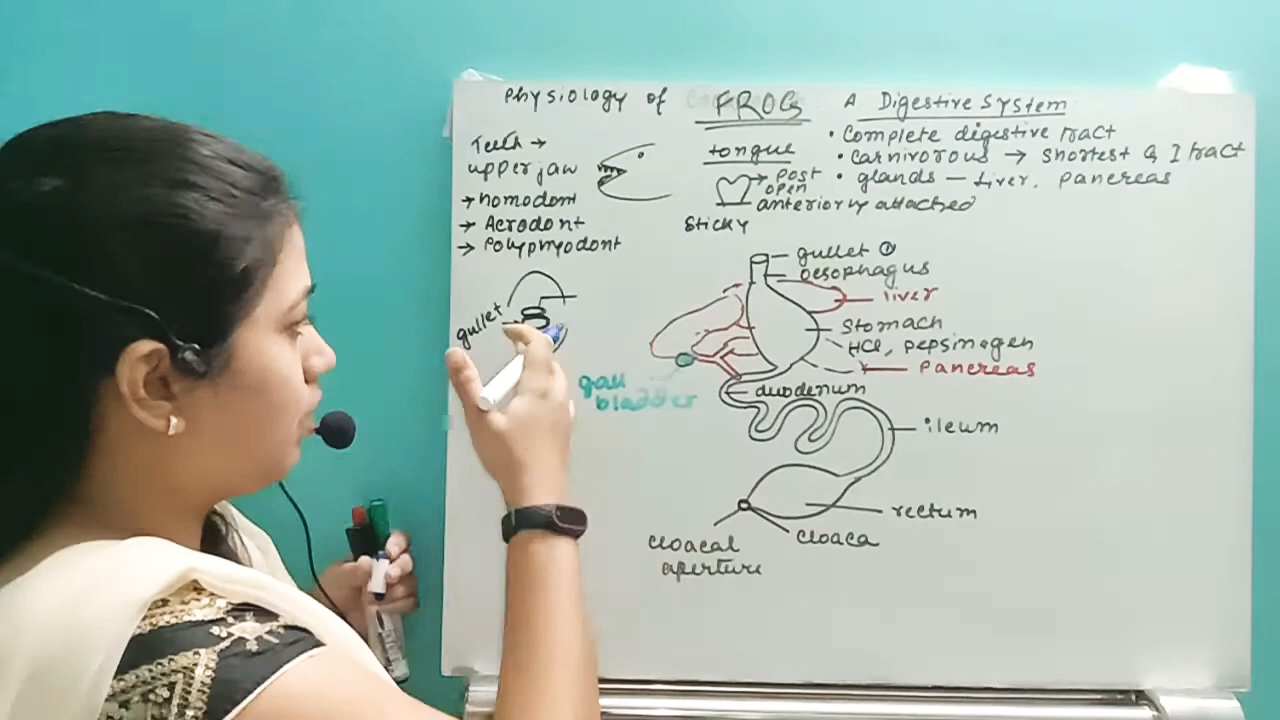 Physiology of FROG A Digestive System
Teeth →
upper jaw
→ Homodont
→ Acrodont
→ Polyphyodont
tongue
→ post
open
anteriorly attached
Sticky
• Complete digestive tract
• carnivorous → shortest G I tract
• glands — Liver, Pancreas
gullet
gullet
oesophagus
liver
Stomach
HCl, pepsinogen
Pancreas
gall
bladder
duodenum
ileum
rectum
cloaca
cloacal
aperture